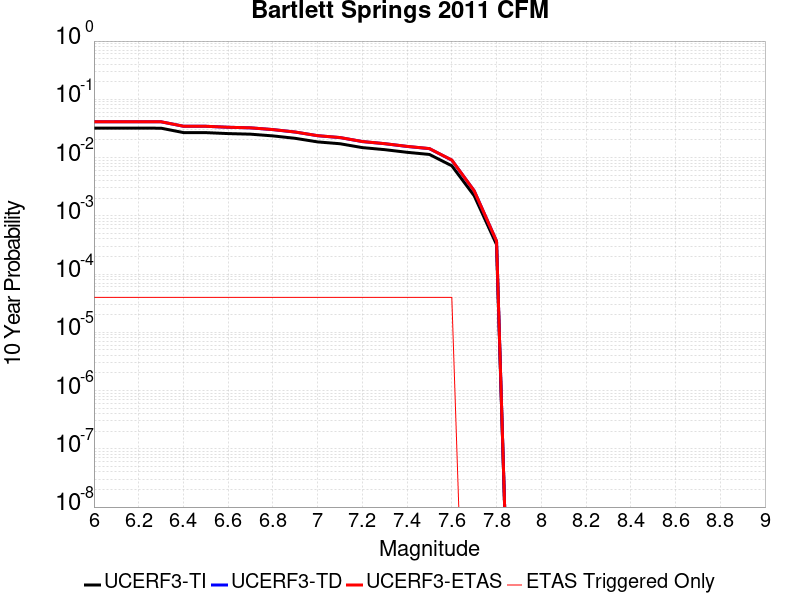 Bartlett Springs 2011 CFM
10^0
10^-1
10^-2
10^-3
10^-4
10^-5
10^-6
10^-7
10^-8
10 Year Probability
6 6.2 6.4 6.6 6.8 7 7.2 7.4 7.6 7.8 8 8.2 8.4 8.6 8.8 9
Magnitude
UCERF3-TI UCERF3-TD UCERF3-ETAS ETAS Triggered Only